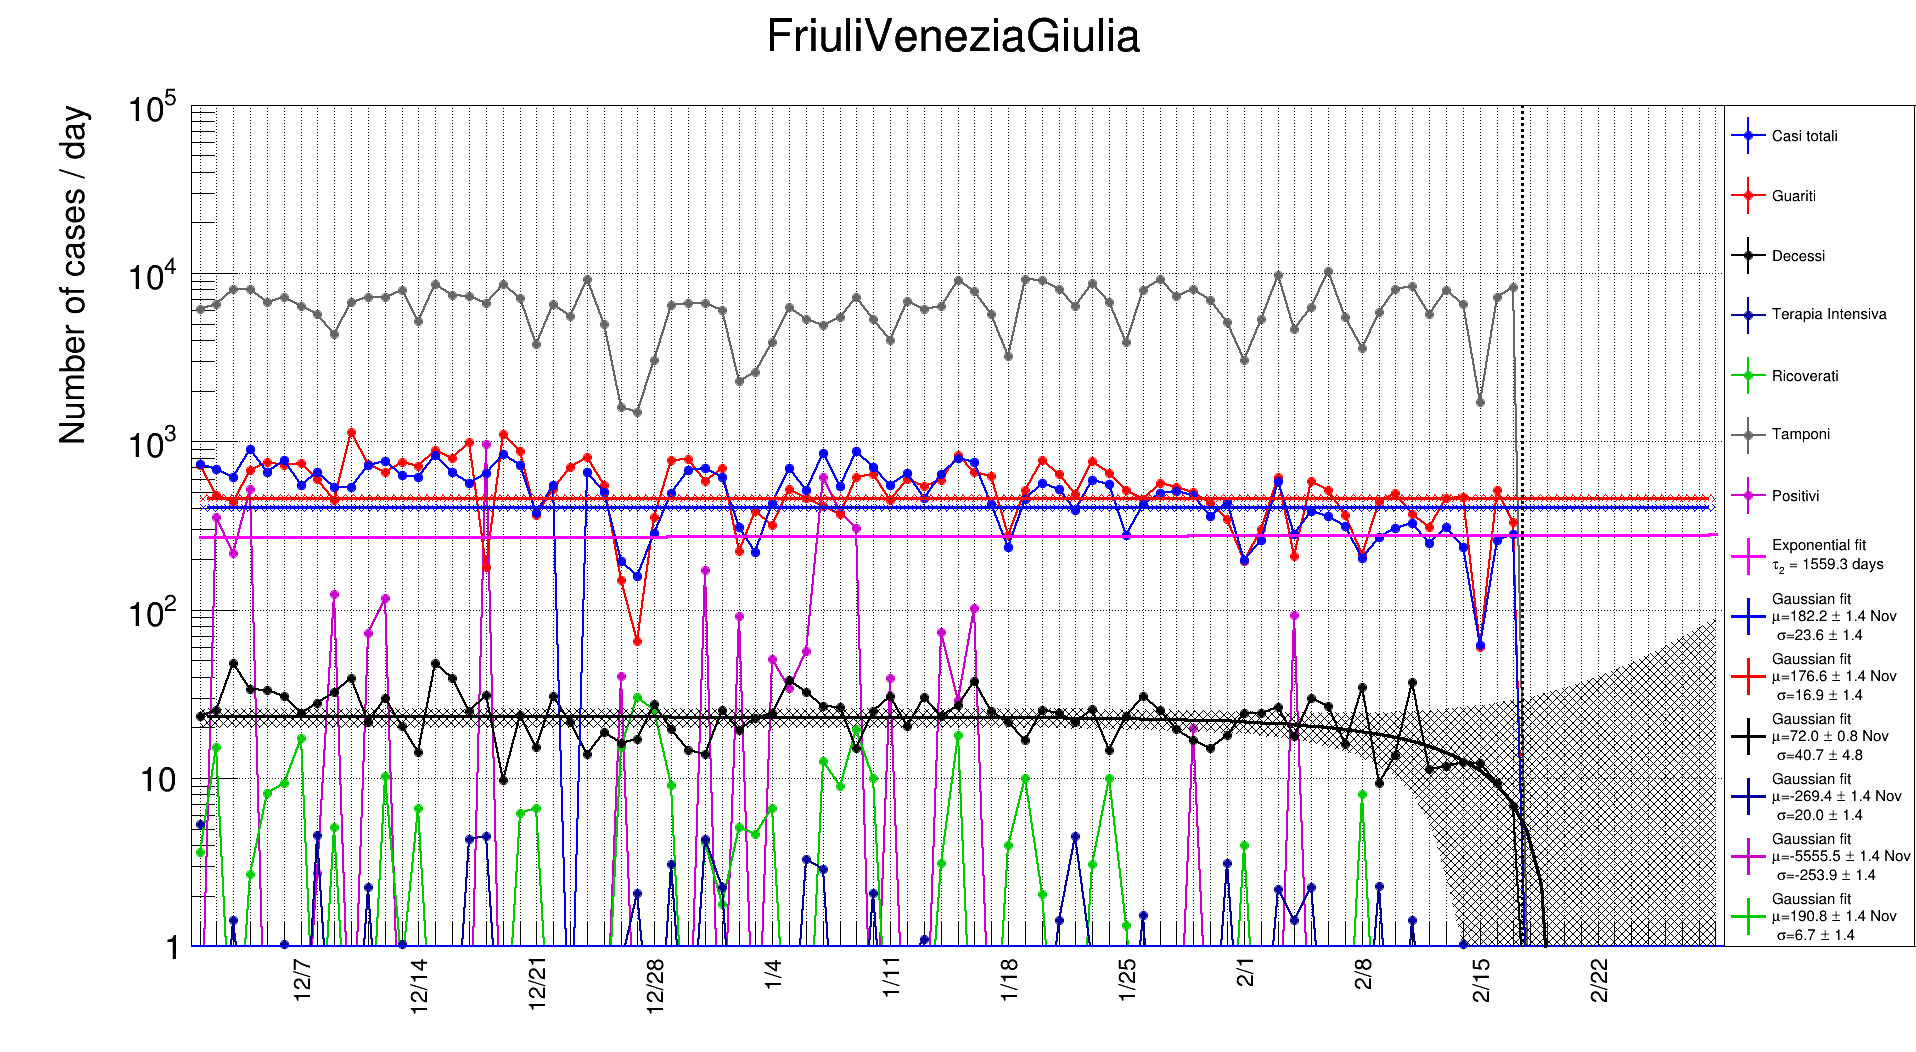 FriuliVeneziaGiulia
Number of cases / day
10^5
10^4
10^3
10^2
10
1
12/7
12/14
12/21
12/28
1/4
1/11
1/18
1/25
2/1
2/8
2/15
2/22
Casi totali
Guariti
Decessi
Terapia Intensiva
Ricoverati
Tamponi
Positivi
Exponential fit
τ₂ = 1559.3 days
Gaussian fit
μ=182.2 ± 1.4 Nov
σ=23.6 ± 1.4
Gaussian fit
μ=176.6 ± 1.4 Nov
σ=16.9 ± 1.4
Gaussian fit
μ=72.0 ± 0.8 Nov
σ=40.7 ± 4.8
Gaussian fit
μ=-269.4 ± 1.4 Nov
σ=20.0 ± 1.4
Gaussian fit
μ=-5555.5 ± 1.4 Nov
σ=-253.9 ± 1.4
Gaussian fit
μ=190.8 ± 1.4 Nov
σ=6.7 ± 1.4